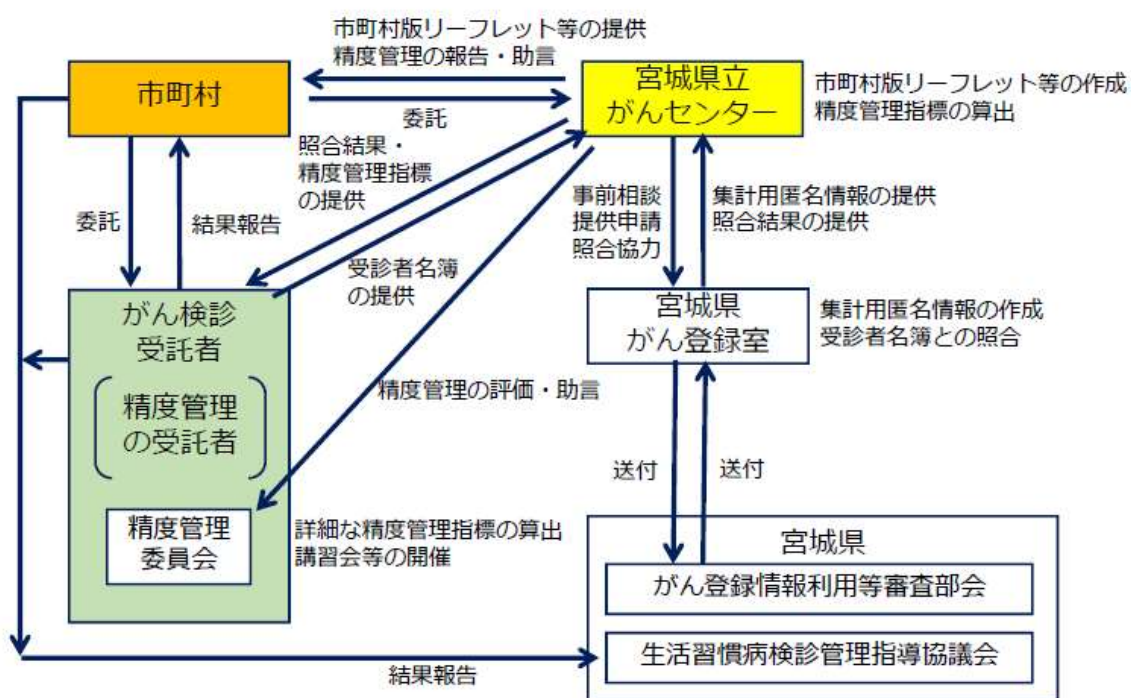 市町村版リーフレット等の提供
精度管理の報告・助言
市町村
宮城県立
がんセンター
市町村版リーフレット等の作成
精度管理指標の算出
委託
照合結果・
精度管理指標
の提供
委託
結果報告
事前相談
提供申請
照合協力
集計用匿名情報の提供
照合結果の提供
受診者名簿
の提供
がん検診
受託者
宮城県
がん登録室
集計用匿名情報の作成
受診者名簿との照合
精度管理の評価・助言
精度管理
の受託者
送付
送付
精度管理
委員会
詳細な精度管理指標の算出
講習会等の開催
宮城県
がん登録情報利用等審査部会
生活習慣病検診管理指導協議会
結果報告